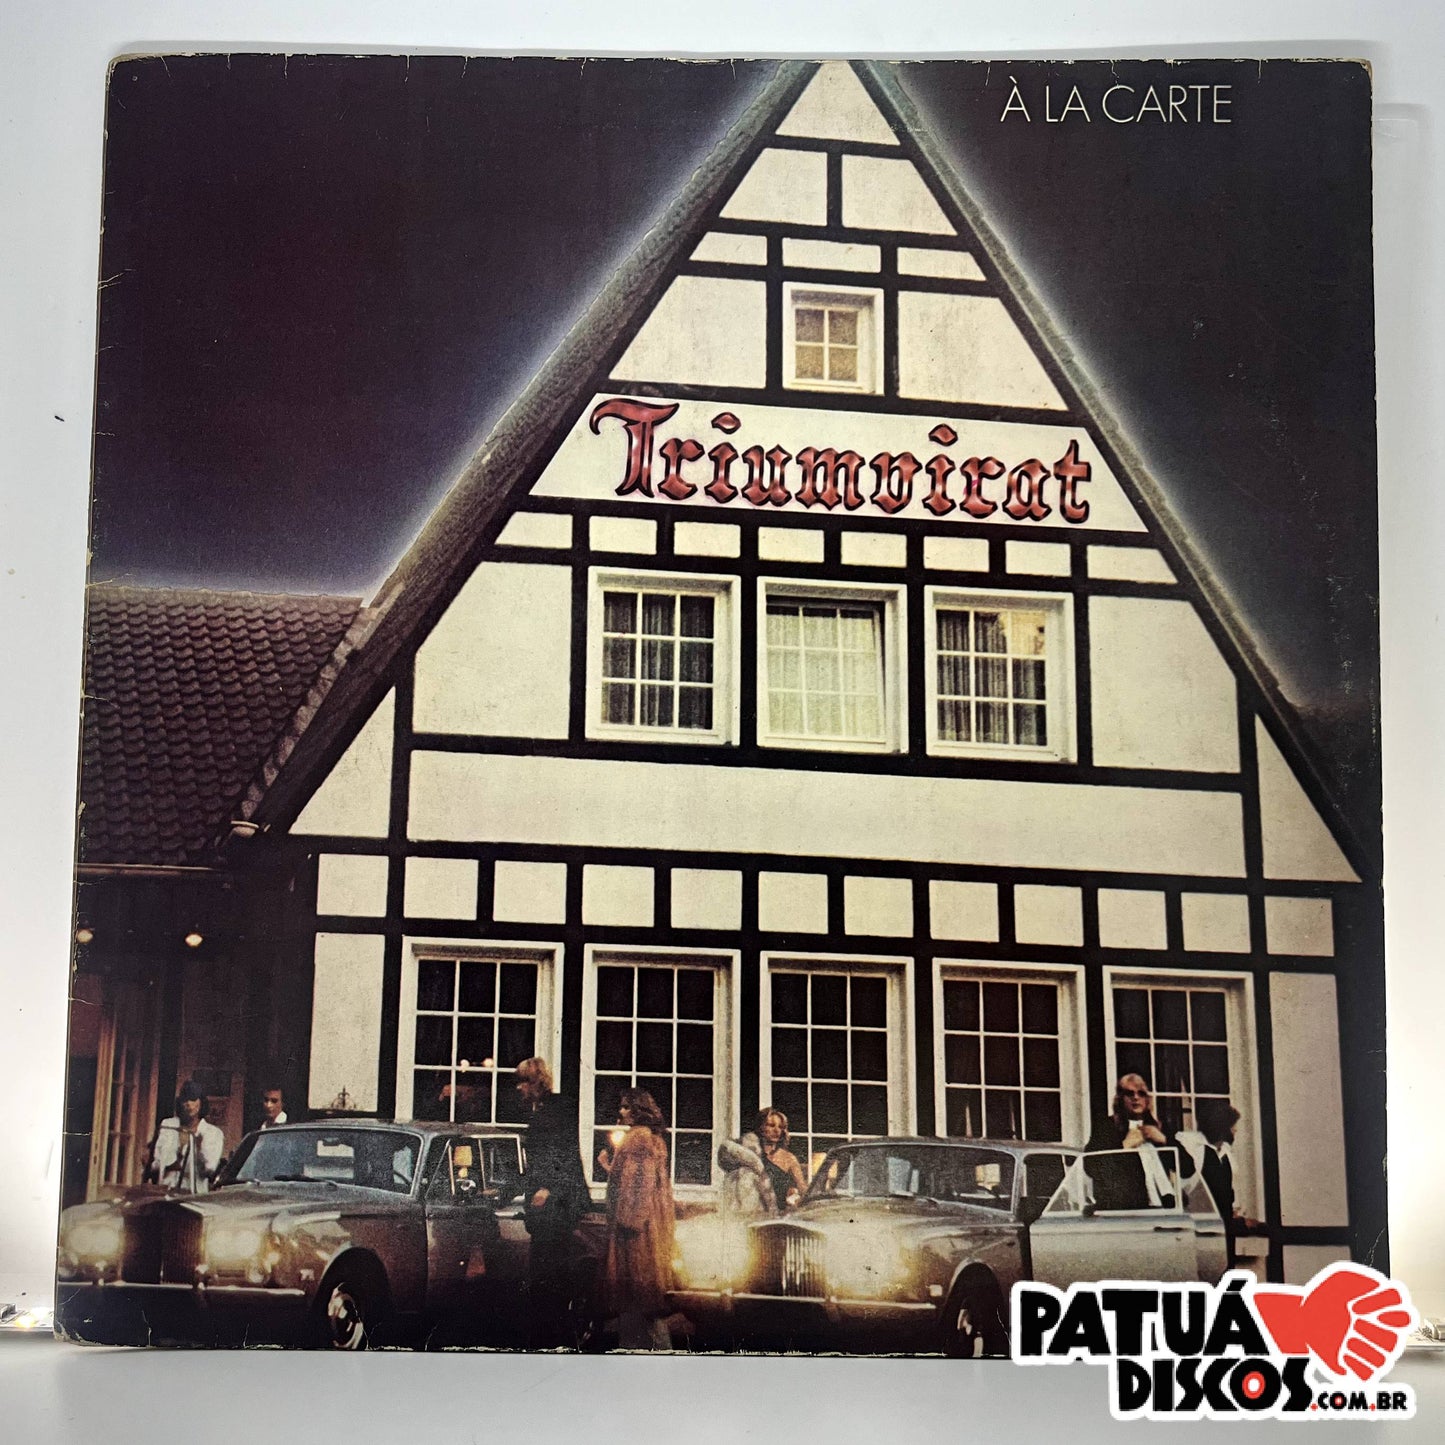 À LA CARTE
Triumvirat
PATUÁ
DISCOS.COM.BR